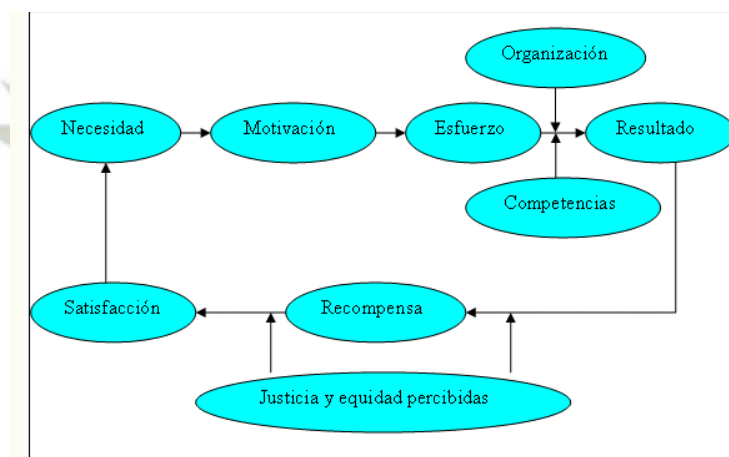 Organización
Necesidad
Motivación
Esfuerzo
Resultado
Competencias
Satisfacción
Recompensa
Justicia y equidad percibidas